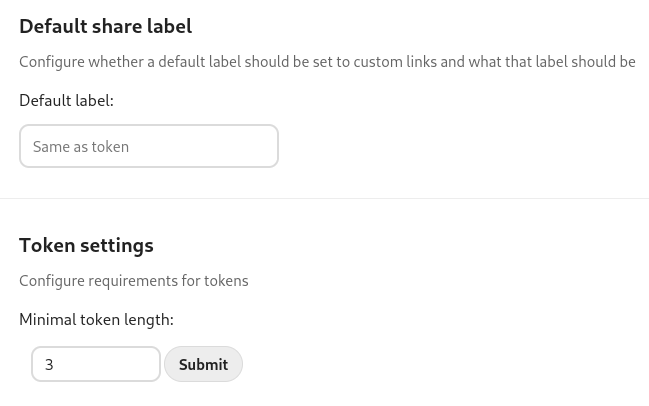 Default share label
Configure whether a default label should be set to custom links and what that label should be
Default label:
Same as token
Token settings
Configure requirements for tokens
Minimal token length:
3 Submit